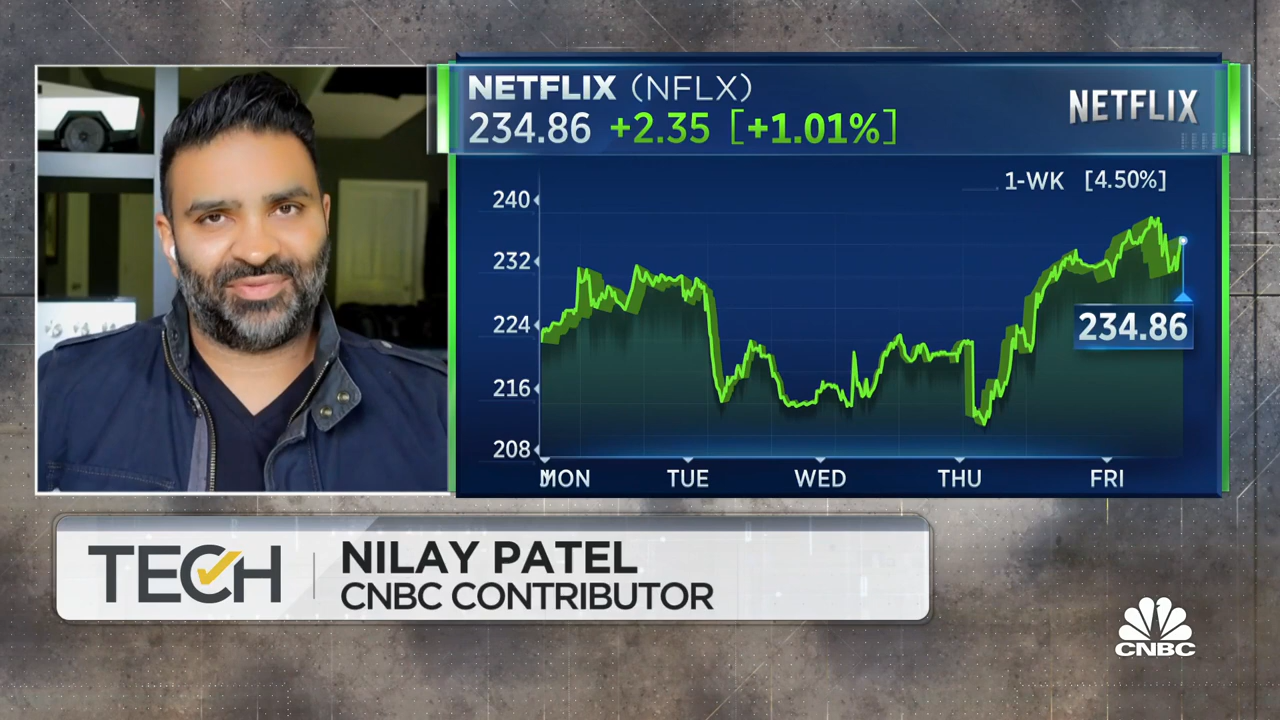 NETFLIX (NFLX)
234.86 +2.35 [+1.01%]
NETFLIX
1-WK [4.50%]
240
232
224
216
208
234.86
MON TUE WED THU FRI
TECH
NILAY PATEL
CNBC CONTRIBUTOR
CNBC